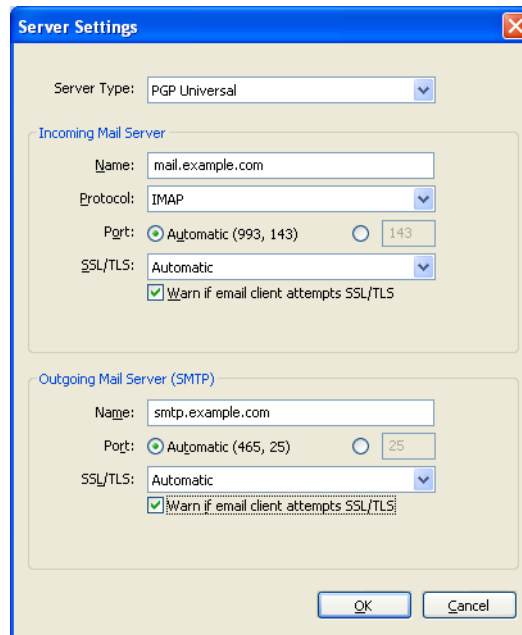 Server Settings
Server Type: PGP Universal
Incoming Mail Server
Name: mail.example.com
Protocol: IMAP
Port: Automatic (993, 143) 143
SSL/TLS: Automatic
Warn if email client attempts SSL/TLS
Outgoing Mail Server (SMTP)
Name: smtp.example.com
Port: Automatic (465, 25) 25
SSL/TLS: Automatic
Warn if email client attempts SSL/TLS
OK Cancel